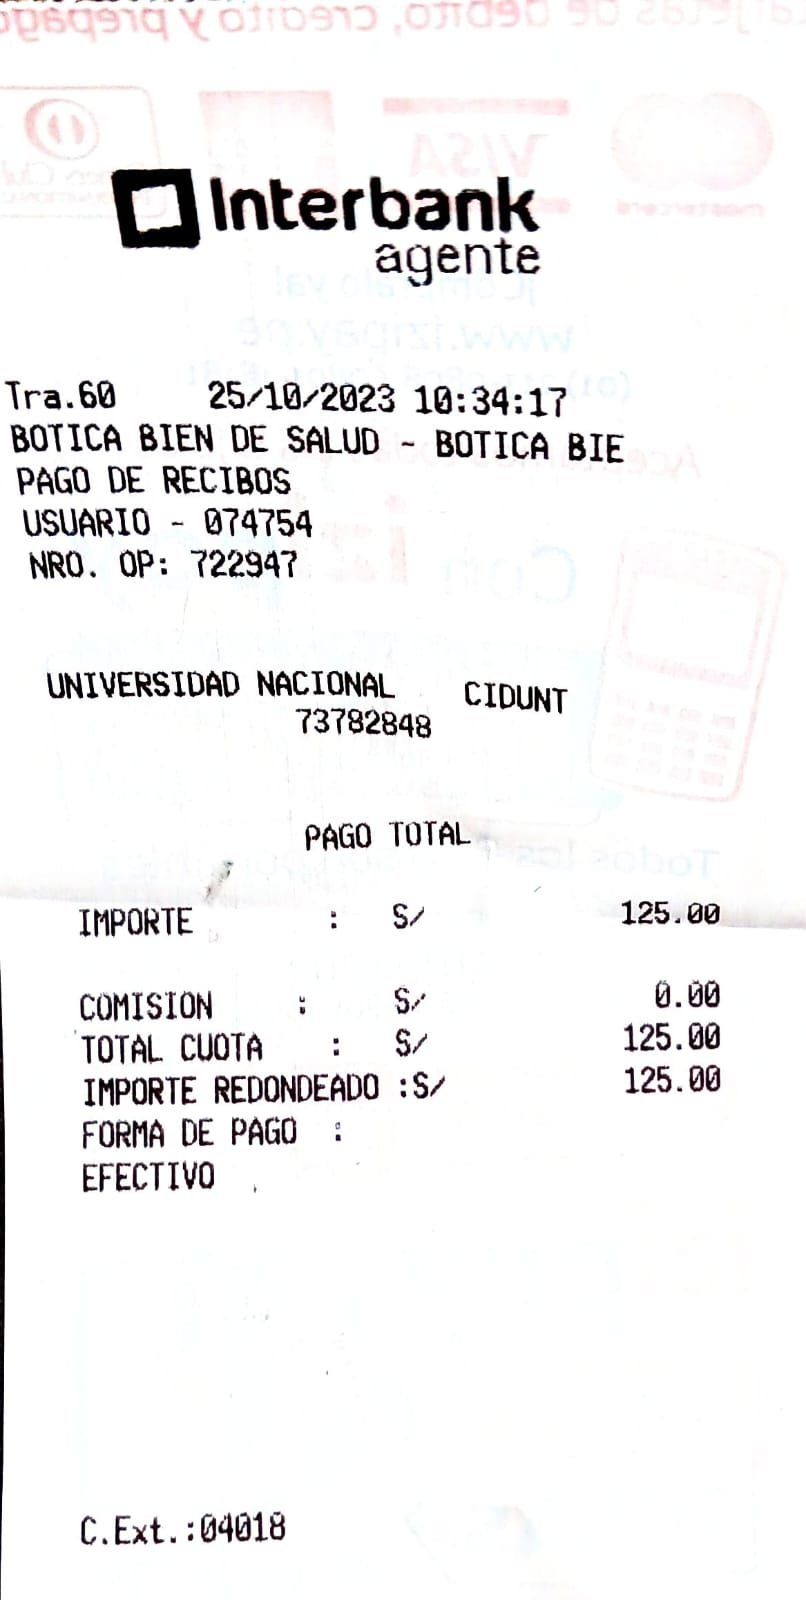 Interbank
agente
Tra.60 25/10/2023 10:34:17
BOTICA BIEN DE SALUD - BOTICA BIE
PAGO DE RECIBOS
USUARIO - 074754
NRO. OP: 722947
UNIVERSIDAD NACIONAL CIDUNT
73782848
PAGO TOTAL
IMPORTE : S/ 125.00
COMISION : S/ 0.00
TOTAL CUOTA : S/ 125.00
IMPORTE REDONDEADO :S/ 125.00
FORMA DE PAGO :
EFECTIVO
C.Ext.:04018